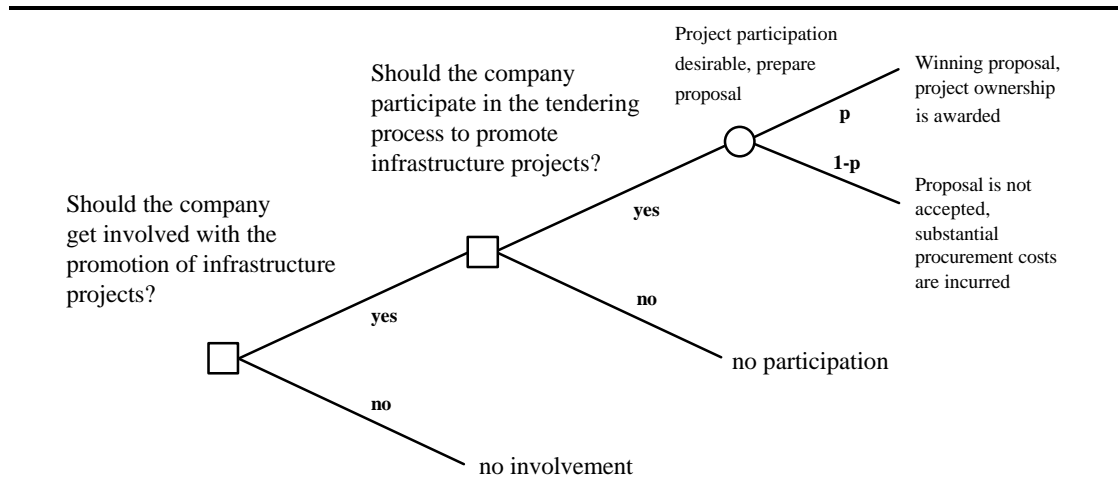 Project participation
desirable, prepare
proposal
Winning proposal,
project ownership
is awarded
Should the company
participate in the tendering
process to promote
infrastructure projects?
p
1-p
Proposal is not
accepted,
substantial
procurement costs
are incurred
Should the company
get involved with the
promotion of infrastructure
projects?
yes
no
yes
no participation
no
no involvement